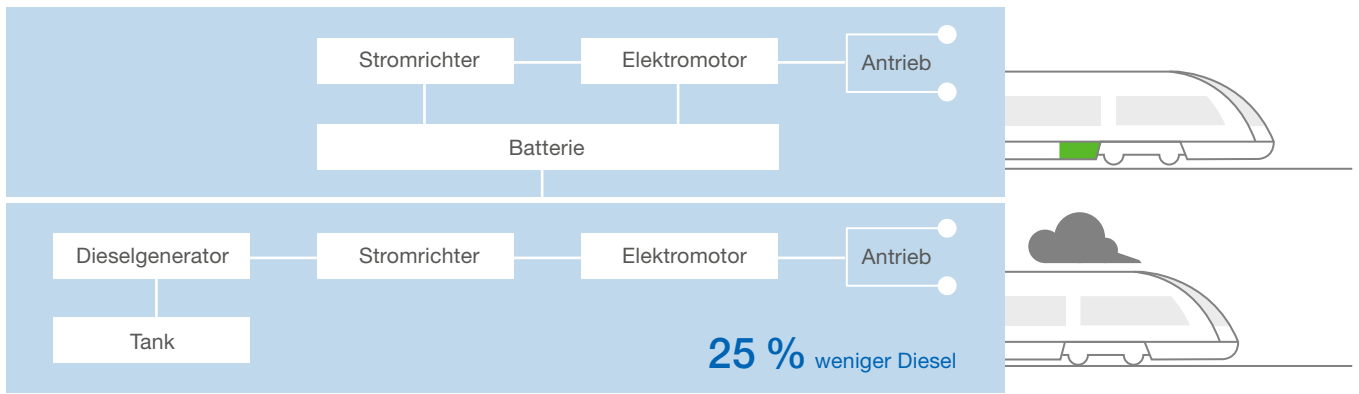 Stromrichter
Elektromotor
Antrieb
Batterie
Dieselgenerator
Stromrichter
Elektromotor
Antrieb
Tank
25 % weniger Diesel